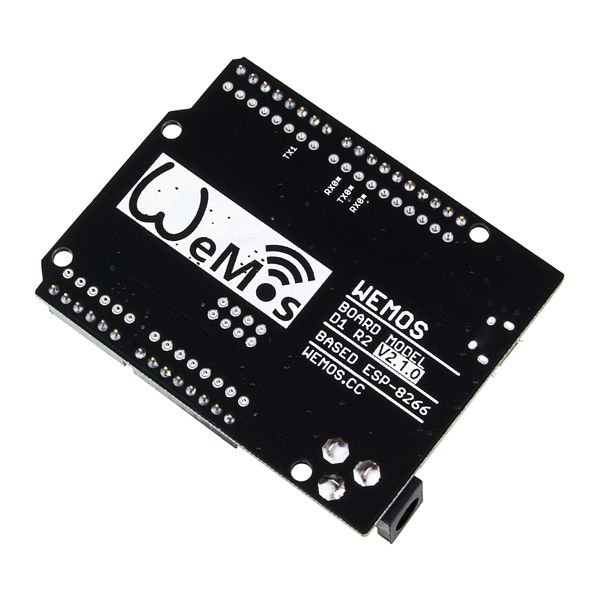 TX1
RX0*
TX0*
RX0*
WeMos
WEMOS
BOARD MODEL
D1 R2 V2.1.0
BASED ESP-8266
WEMOS.CC